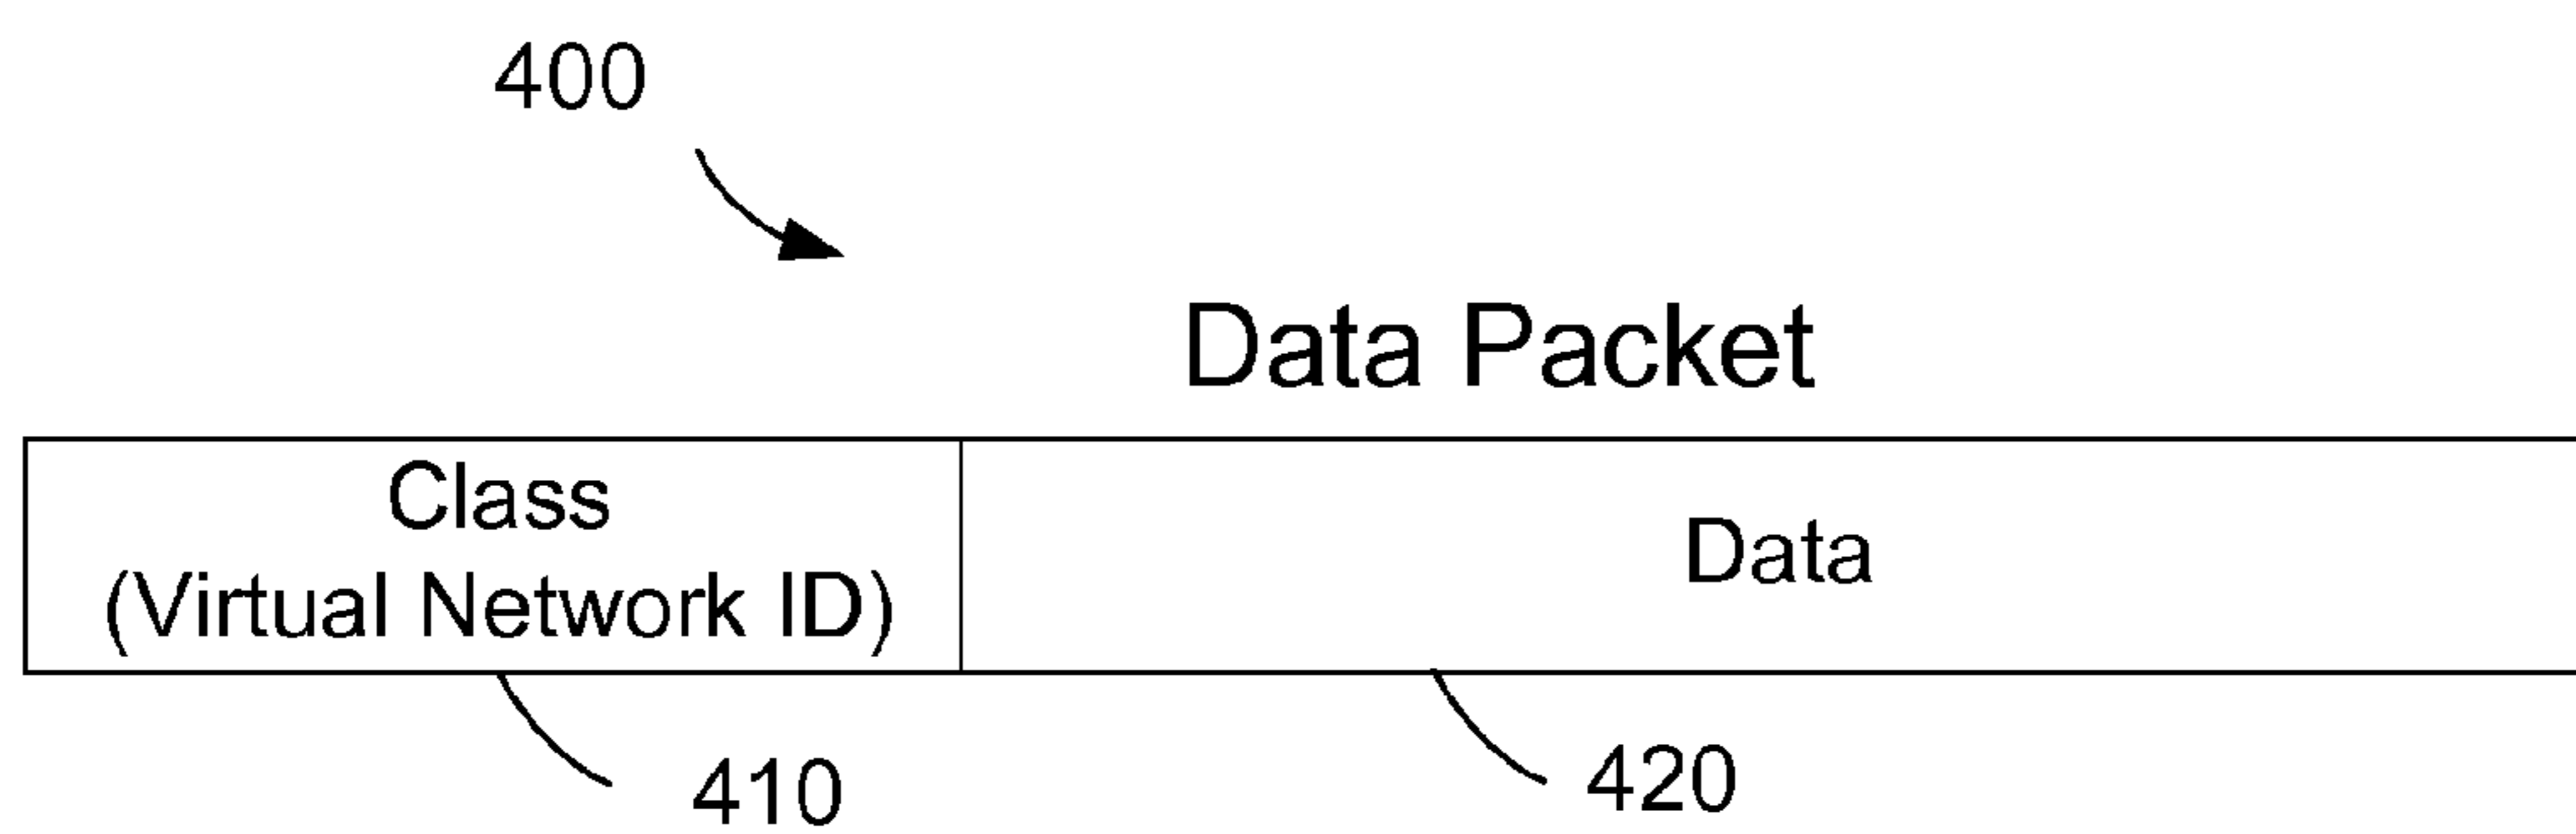 400
Data Packet
Class
(Virtual Network ID)
Data
410
420